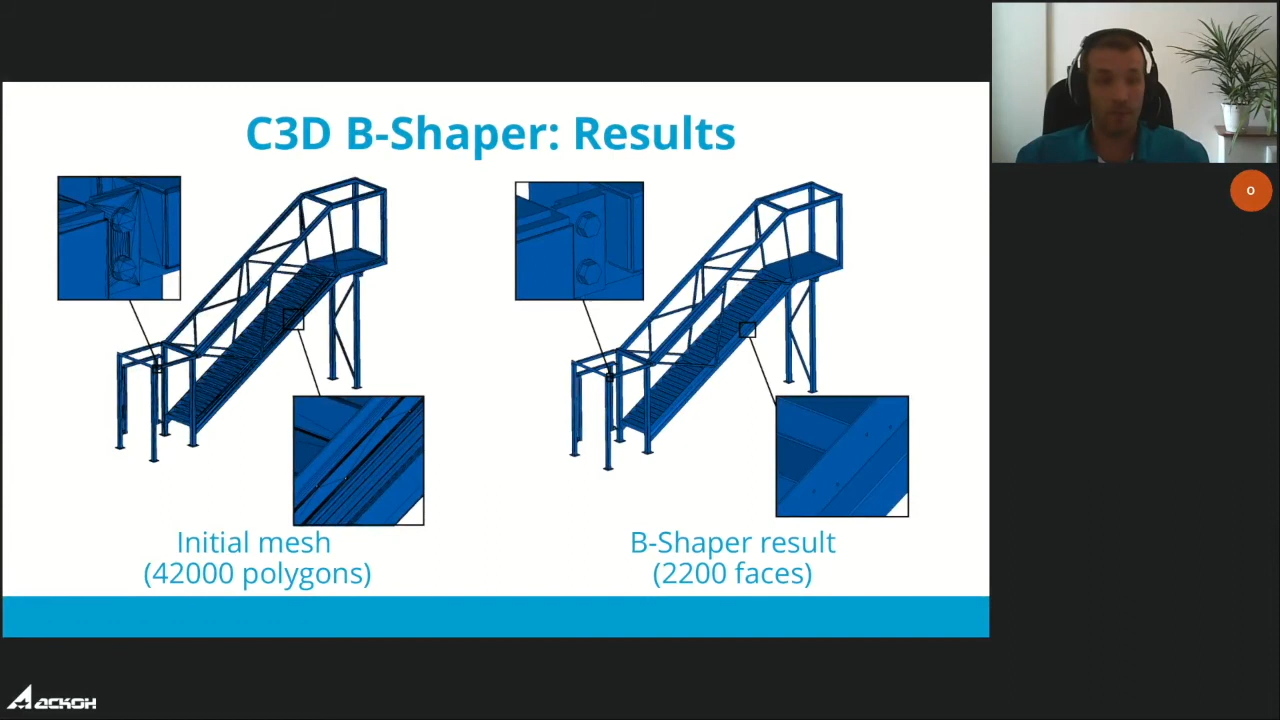 C3D B-Shaper: Results
Initial mesh
(42000 polygons)
B-Shaper result
(2200 faces)
O
АСКОН